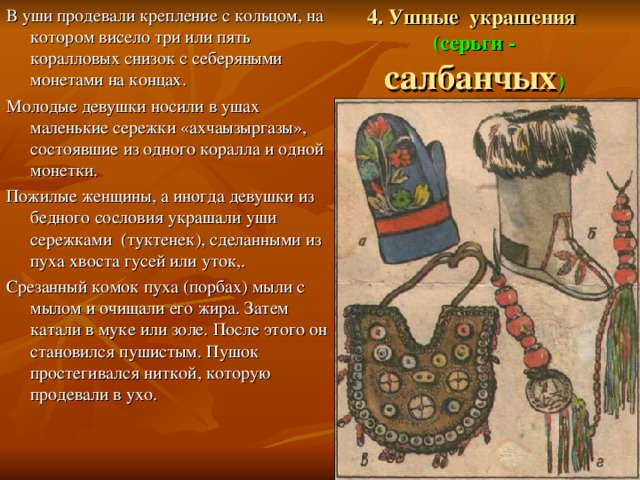 В уши продевали крепление с кольцом, на
котором висело три или пять
коралловых снизок с себеряными
монетами на концах.
Молодые девушки носили в ушах
маленькие сережки «ахчаызыргазы»,
состоявшие из одного коралла и одной
монетки.
Пожилые женщины, а иногда девушки из
бедного сословия украшали уши
сережками (туктенек), сделанными из
пуха хвоста гусей или уток,.
Срезанный комок пуха (порбах) мыли с
мылом и очищали его жира. Затем
катали в муке или золе. После этого он
становился пушистым. Пушок
простегивался ниткой, которую
продевали в ухо.
4. Ушные украшения
(серьги -
салбанчых)
а
б
в